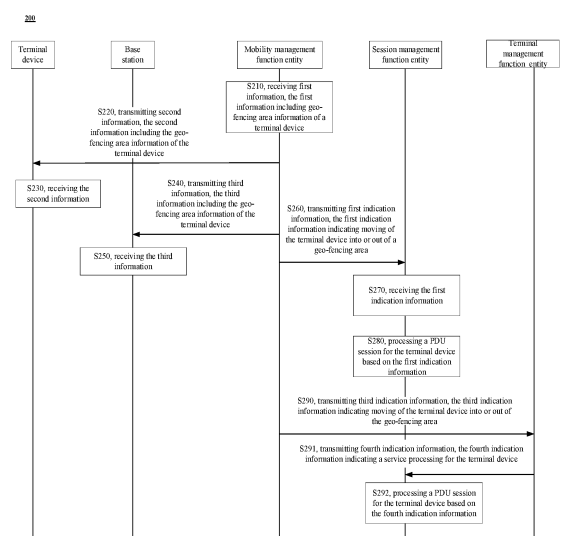 200
Terminal
device
Base
station
Mobility management
function entity
Session management
function entity
Terminal
management
function entity
S210, receiving first
information, the first
information including geo-
fencing area information of a
terminal device
S220, transmitting second
information, the second
information including the geo-
fencing area information of the
terminal device
S230, receiving the
second information
S240, transmitting third
information, the third
information including the geo-
fencing area information of the
terminal device
S250, receiving the third
information
S260, transmitting first indication
information, the first indication
information indicating moving of
the terminal device into or out of a
geo-fencing area
S270, receiving the first
indication information
S280, processing a PDU
session for the terminal device
based on the first indication
information
S290, transmitting third indication information, the third indication
information indicating moving of the terminal device into or out of
the geo-fencing area
S291, transmitting fourth indication information, the fourth indication
information indicating a service processing for the terminal device
S292, processing a PDU session
for the terminal device based on
the fourth indication information